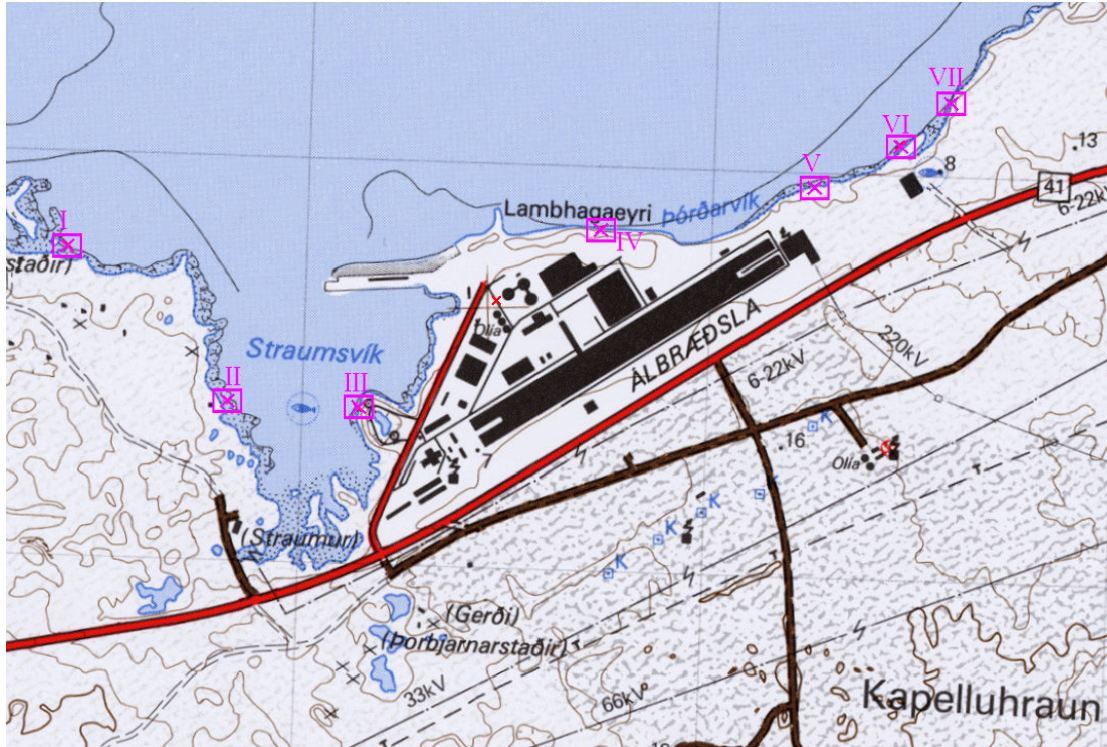 VII
VI
13
V
8
41
6-22kV
I
Lambhagaeyri
Þórðarvík
IV
staðir)
Olía
Straumsvík
ÁLBRÆÐSLA
220kV
II
III
9
6-22kV
K
16
Olía
K
K
(Straumur)
K
(Gerði)
(Þorbjarnarstaðir)
33kV
66kV
Kapelluhraun